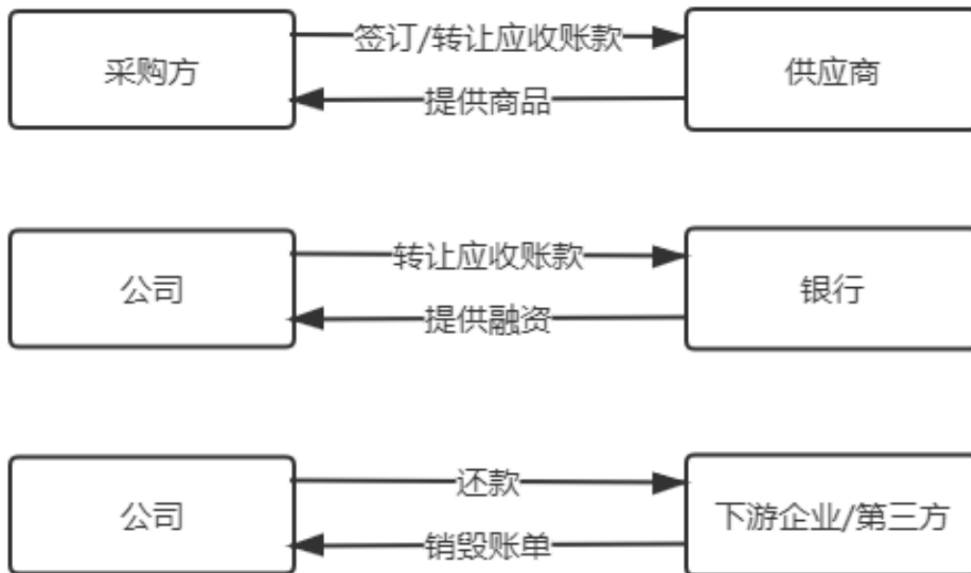 签订/转让应收账款
采购方
供应商
提供商品
转让应收账款
公司
银行
提供融资
还款
公司
下游企业/第三方
销毁账单